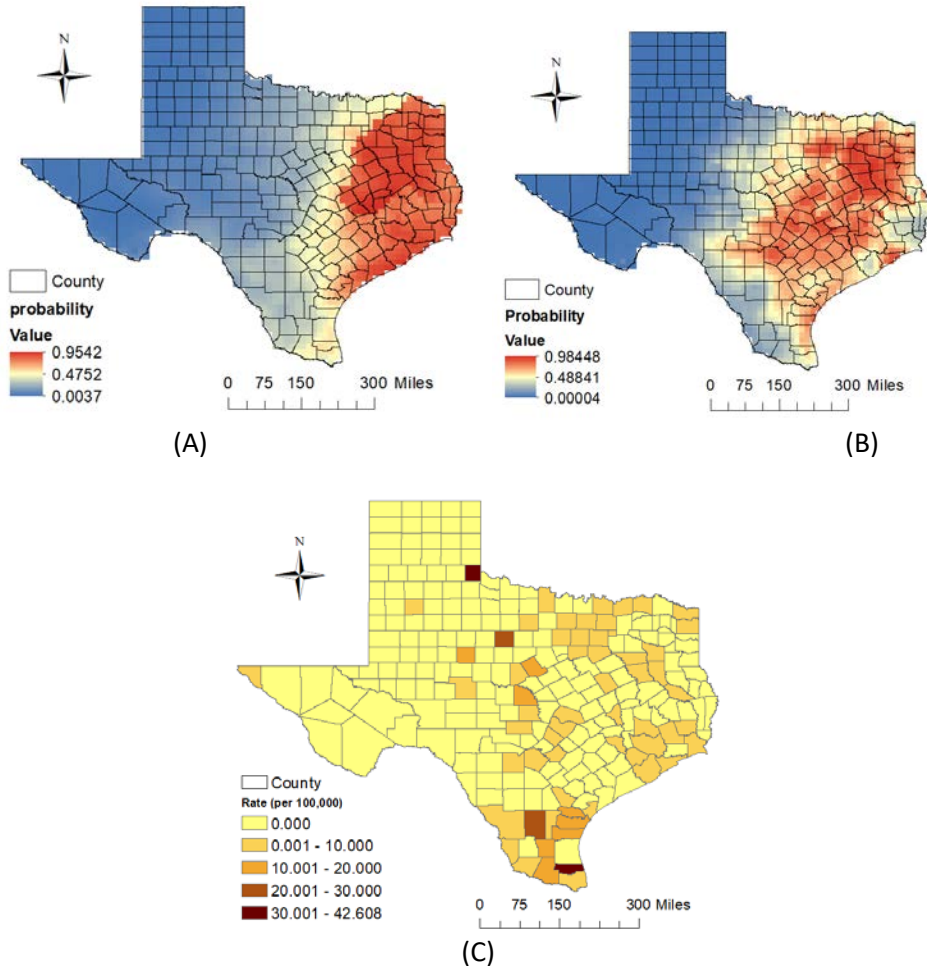 N
County
probability
Value
0.9542
0.4752
0.0037
0 75 150 300 Miles
(A)
N
County
Probability
Value
0.98448
0.48841
0.00004
0 75 150 300 Miles
(B)
N
County
Rate (per 100,000)
0.000
0.001 - 10.000
10.001 - 20.000
20.001 - 30.000
30.001 - 42.608
0 75 150 300 Miles
(C)